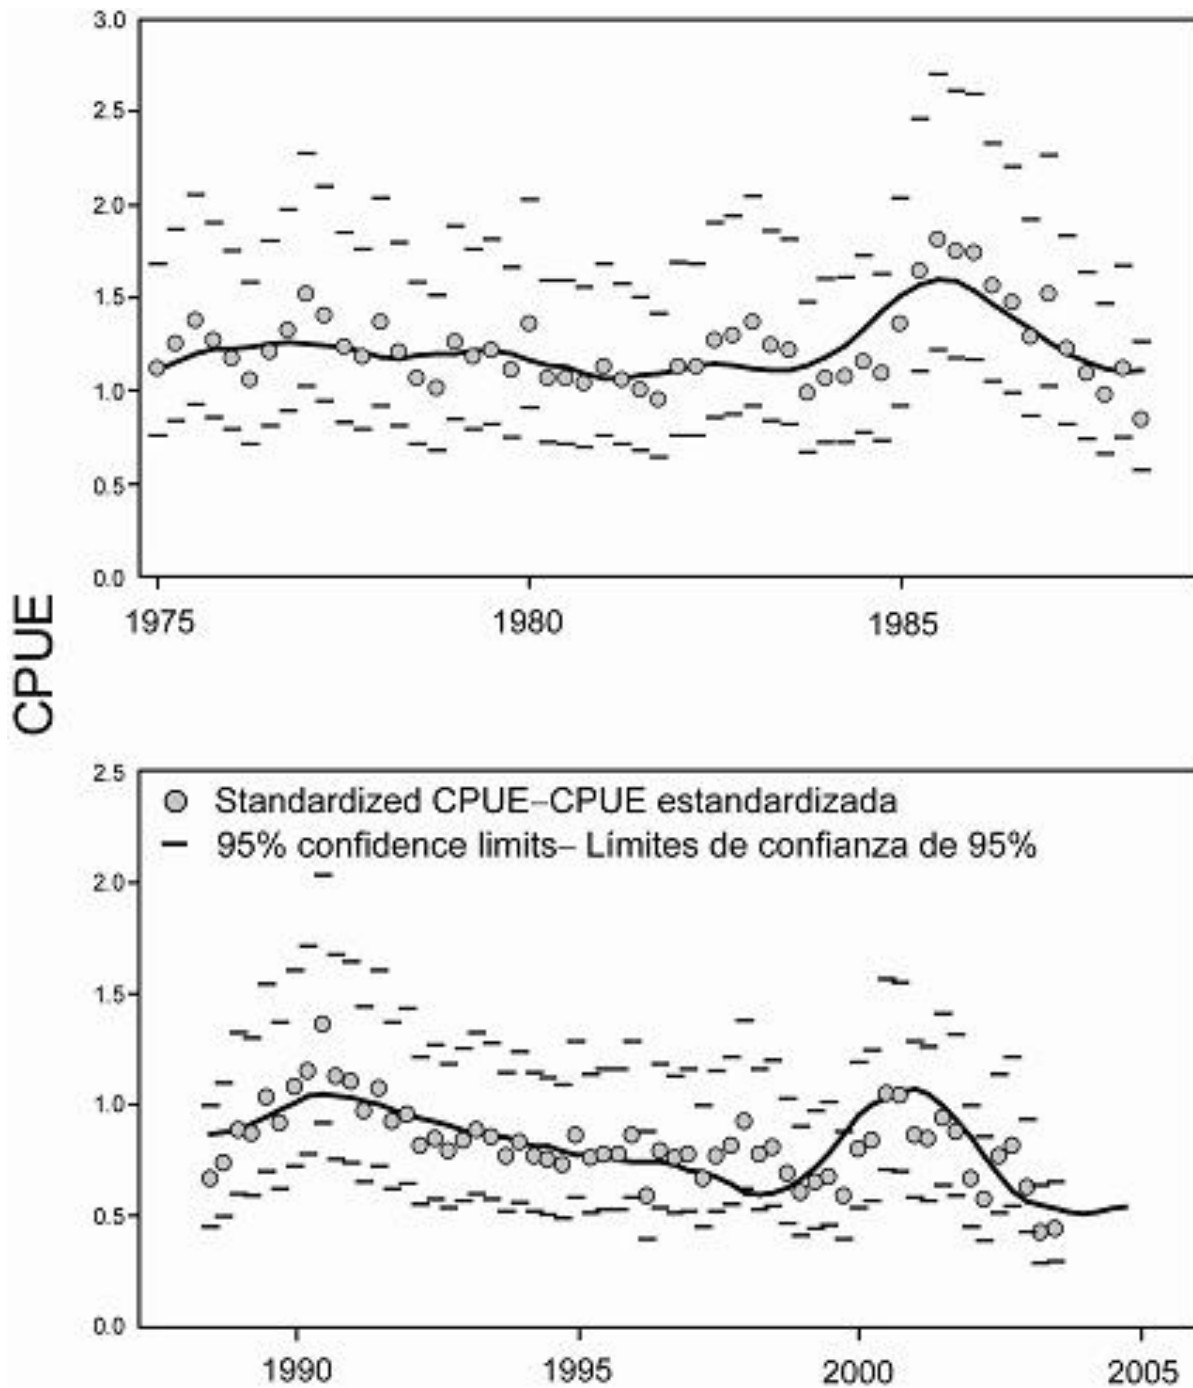 CPUE
3.0
2.5
2.0
1.5
1.0
0.5
0.0
1975 1980 1985
2.5
2.0
1.5
1.0
0.5
0.0
Standardized CPUE–CPUE estandardizada
95% confidence limits– Límites de confianza de 95%
1990 1995 2000 2005